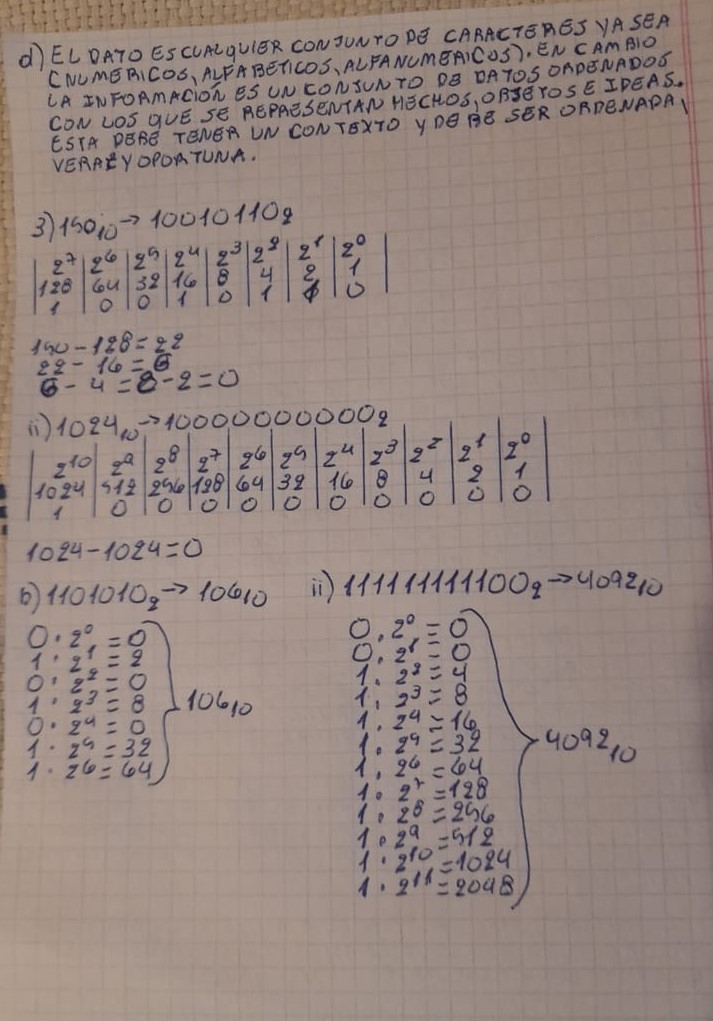 d) EL DATO ES CUALQUIER CONJUNTO DE CARACTERES YA SEA
(NUMERICOS, ALFABETICOS, ALFANUMERICOS). EN CAMBIO
LA INFORMACIÓN ES UN CONJUNTO DE DATOS ORDENADOS
CON LOS QUE SE REPRESENTAN HECHOS, OBJETOS E IDEAS.
ESTA DEBE TENER UN CONTEXTO Y DEBE SER ORDENADA,
VERAZ Y OPORTUNA.
3) 150₁₀ → 10010110₂
| 2⁷ | 2⁶ | 2⁵ | 2⁴ | 2³ | 2² | 2¹ | 2⁰ |
| 128 | 64 | 32 | 16 | 8 | 4 | 2 | 1 |
| 1 | 0 | 0 | 1 | 0 | 1 | 1 | 0 |
150 - 128 = 22
22 - 16 = 6
6 - 4 = 2 - 2 = 0
ii) 1024₁₀ → 10000000000₂
| 2¹⁰ | 2⁹ | 2⁸ | 2⁷ | 2⁶ | 2⁵ | 2⁴ | 2³ | 2² | 2¹ | 2⁰ |
| 1024 | 512 | 256 | 128 | 64 | 32 | 16 | 8 | 4 | 2 | 1 |
| 1 | 0 | 0 | 0 | 0 | 0 | 0 | 0 | 0 | 0 | 0 |
1024 - 1024 = 0
b) 1101010₂ → 106₁₀
0 · 2⁰ = 0
1 · 2¹ = 2
0 · 2² = 0
1 · 2³ = 8
0 · 2⁴ = 0
1 · 2⁵ = 32
1 · 2⁶ = 64
106₁₀
ii) 111111111100₂ → 4092₁₀
0 · 2⁰ = 0
0 · 2¹ = 0
1 · 2² = 4
1 · 2³ = 8
1 · 2⁴ = 16
1 · 2⁵ = 32
1 · 2⁶ = 64
1 · 2⁷ = 128
1 · 2⁸ = 256
1 · 2⁹ = 512
1 · 2¹⁰ = 1024
1 · 2¹¹ = 2048
4092₁₀